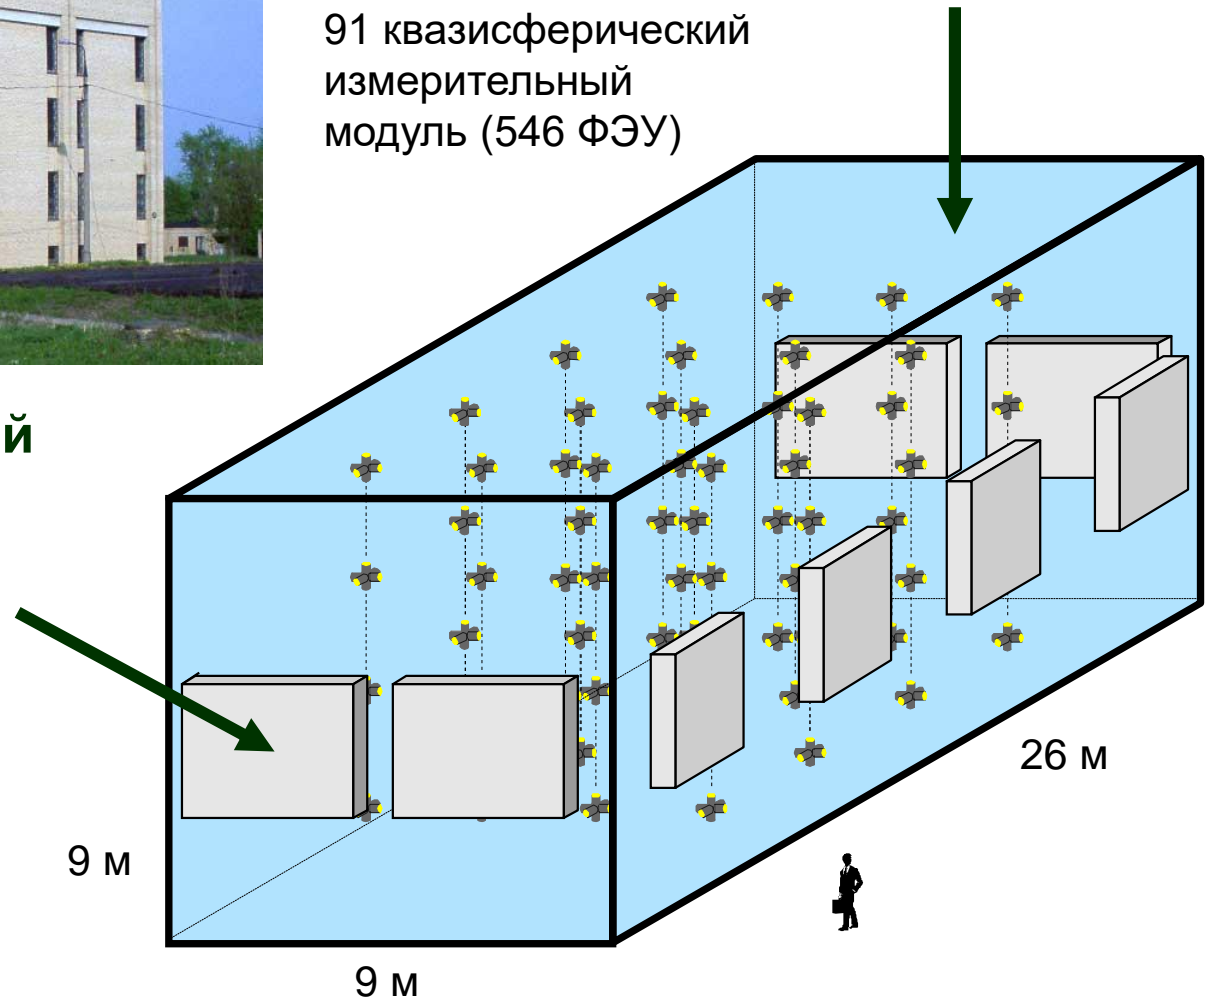 91 квазисферический
измерительный
модуль (546 ФЭУ)
й
26 м
9 м
9 м